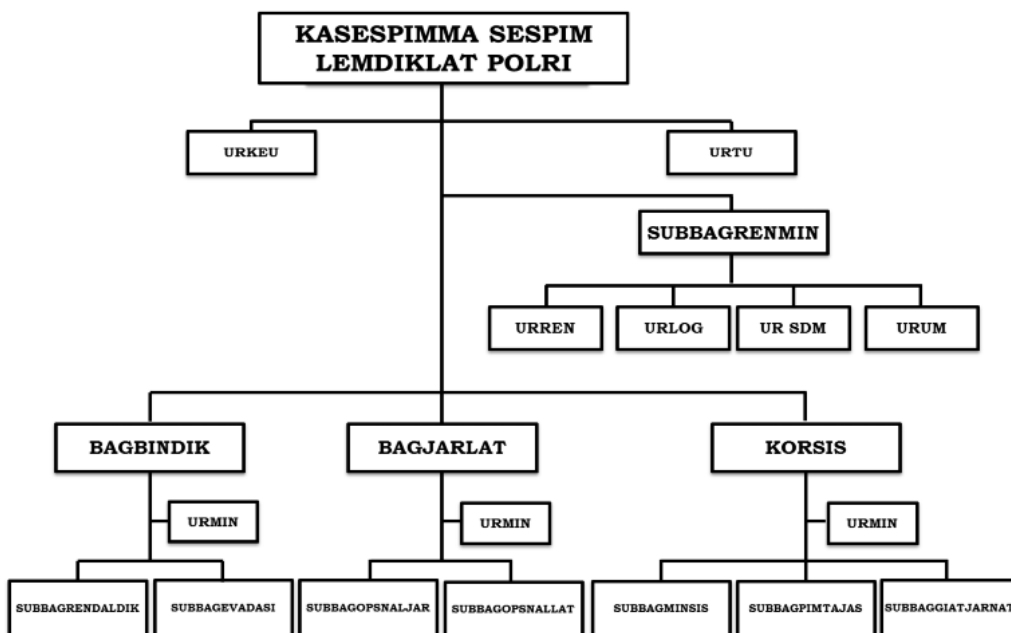 KASESPIMMA SESPIM
LEMDIKLAT POLRI
URKEU
URTU
SUBBAGRENMIN
URREN
URLOG
UR SDM
URUM
BAGBINDIK
BAGJARLAT
KORSIS
URMIN
URMIN
URMIN
SUBBAGRENDALDIK
SUBBAGEVADASI
SUBBAGOPSNALJAR
SUBBAGOPSNALLAT
SUBBAGMINSIS
SUBBAGPIMTAJAS
SUBBAGGIATJARNAT